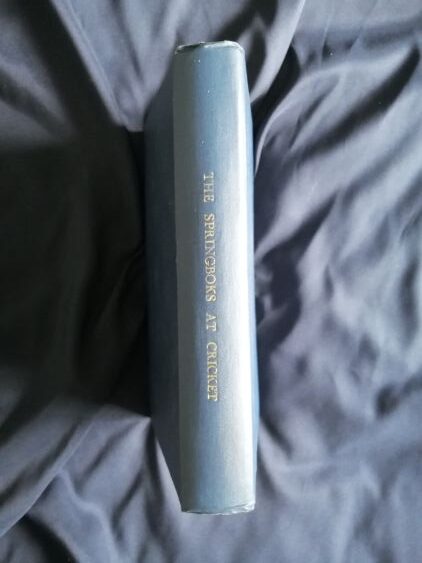 THE SPRINGBOKS AT CRICKET